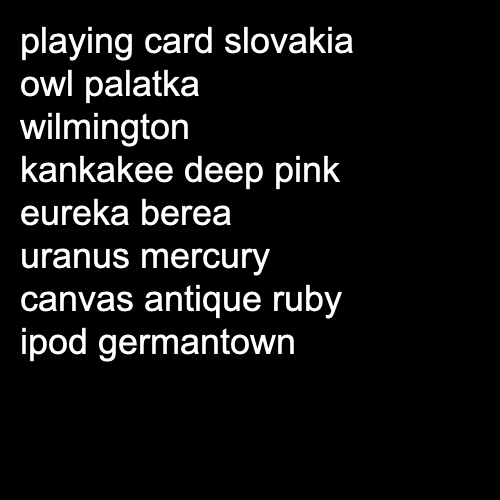 playing card slovakia
owl palatka
wilmington
kankakee deep pink
eureka berea
uranus mercury
canvas antique ruby
ipod germantown